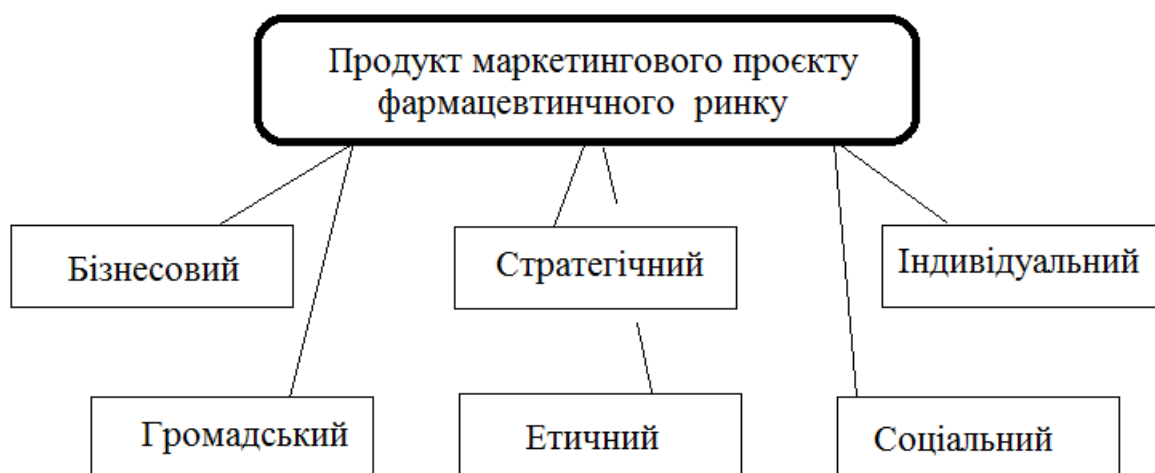 Продукт маркетингового проєкту
фармацевтинчного ринку
Бізнесовий
Стратегічний
Індивідуальний
Громадський
Етичний
Соціальний